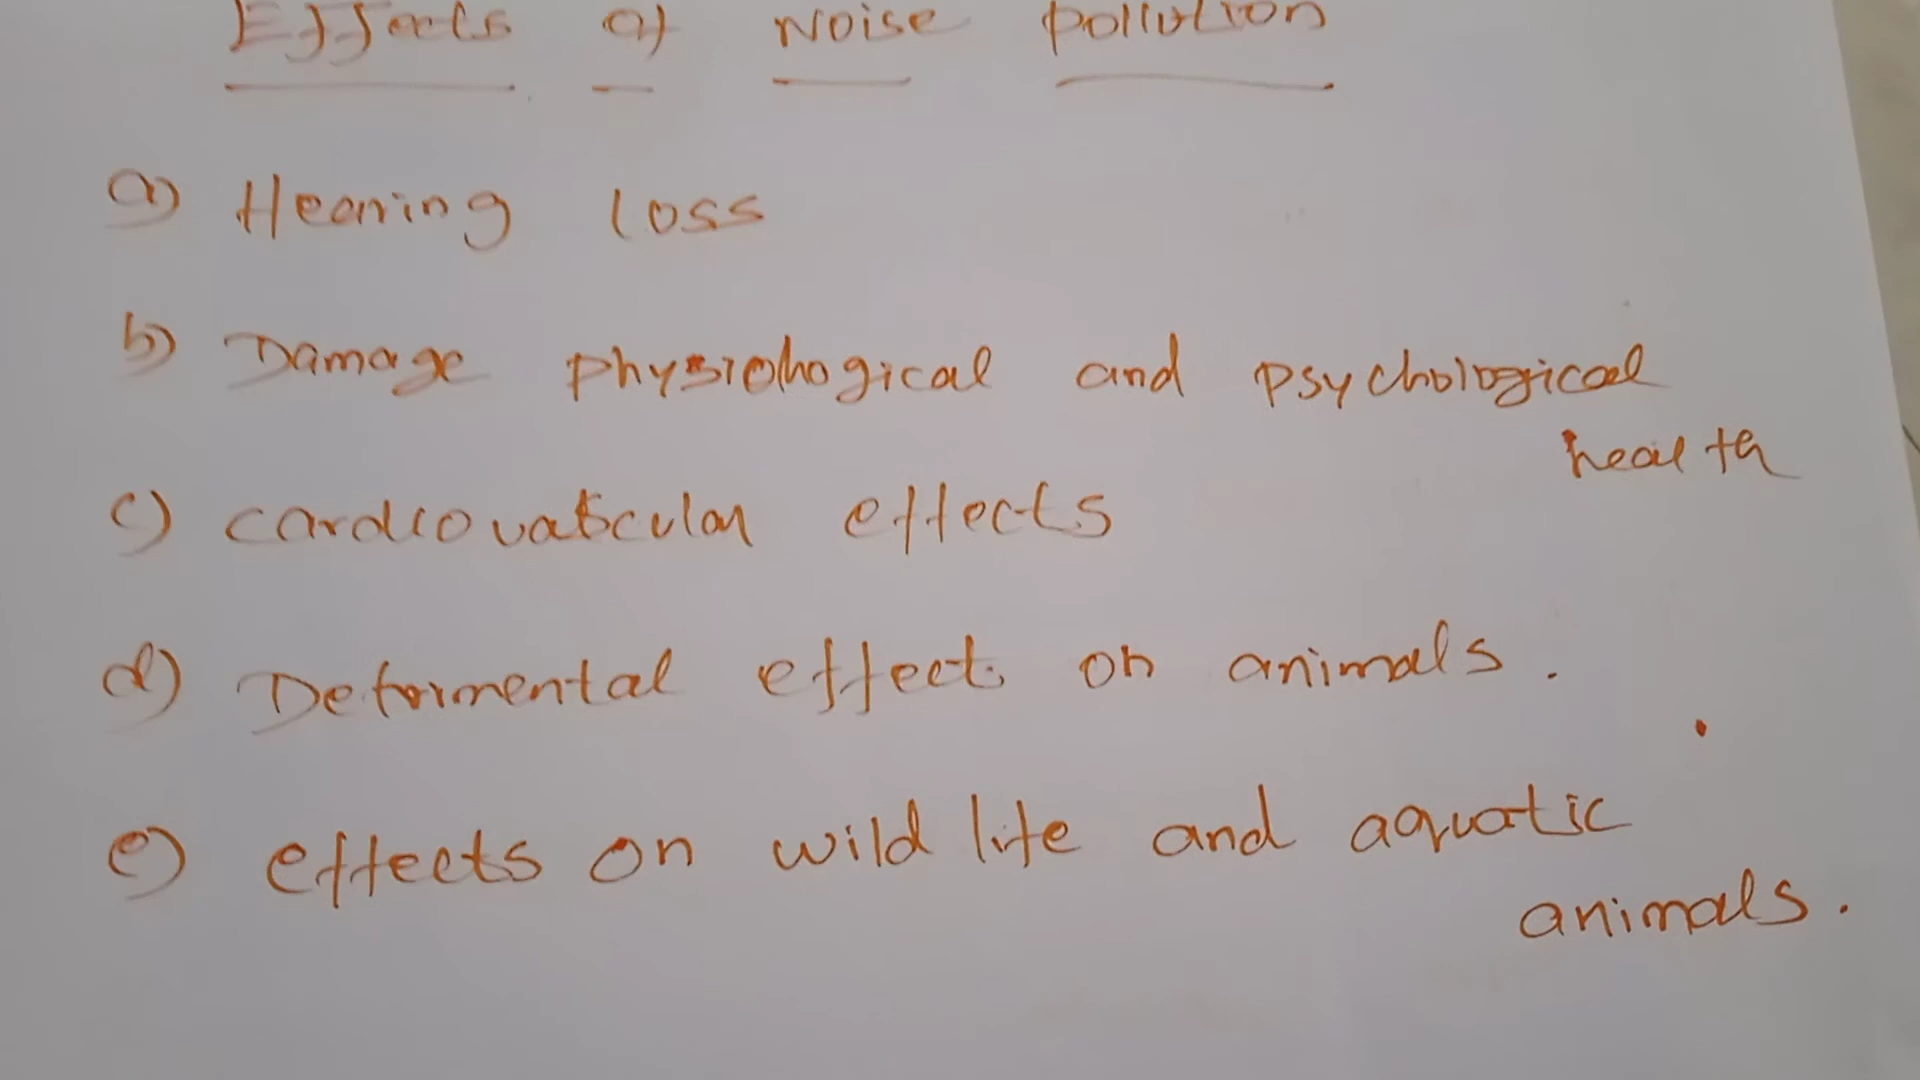 Effects of Noise pollution
a) Hearing loss
b) Damage physiological and psychological
health
c) cardiovascular effects
d) Detormental effect on animals.
e) effects on wild life and aquatic
animals.